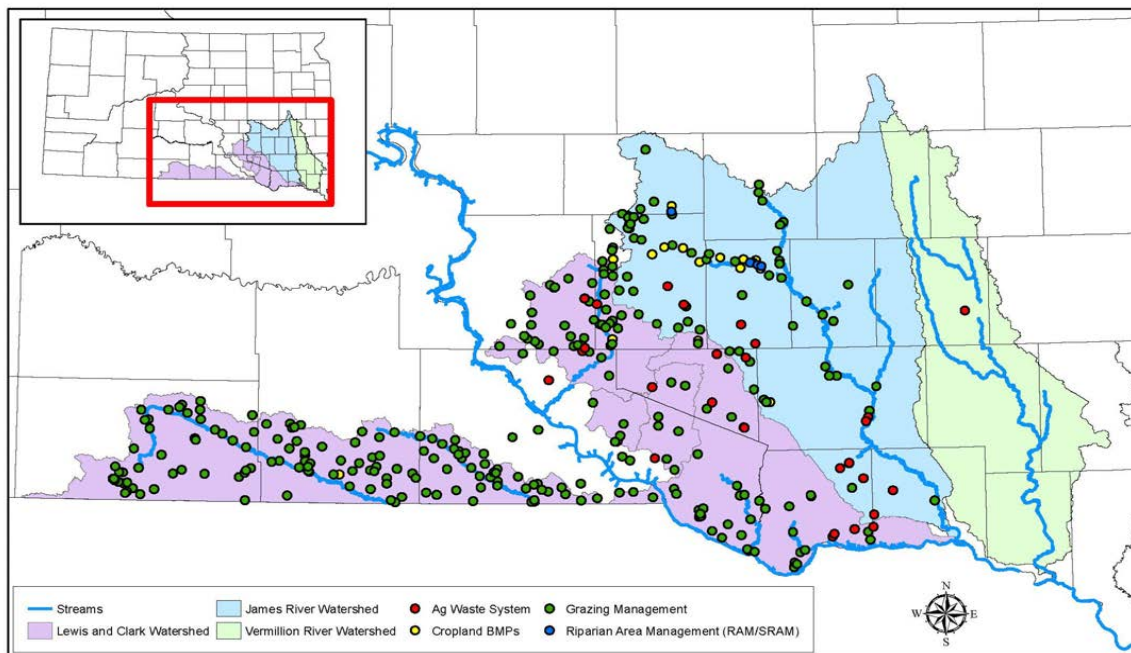 N
W E
S
Streams
James River Watershed
Ag Waste System
Grazing Management
Lewis and Clark Watershed
Vermillion River Watershed
Cropland BMPs
Riparian Area Management (RAM/SRAM)